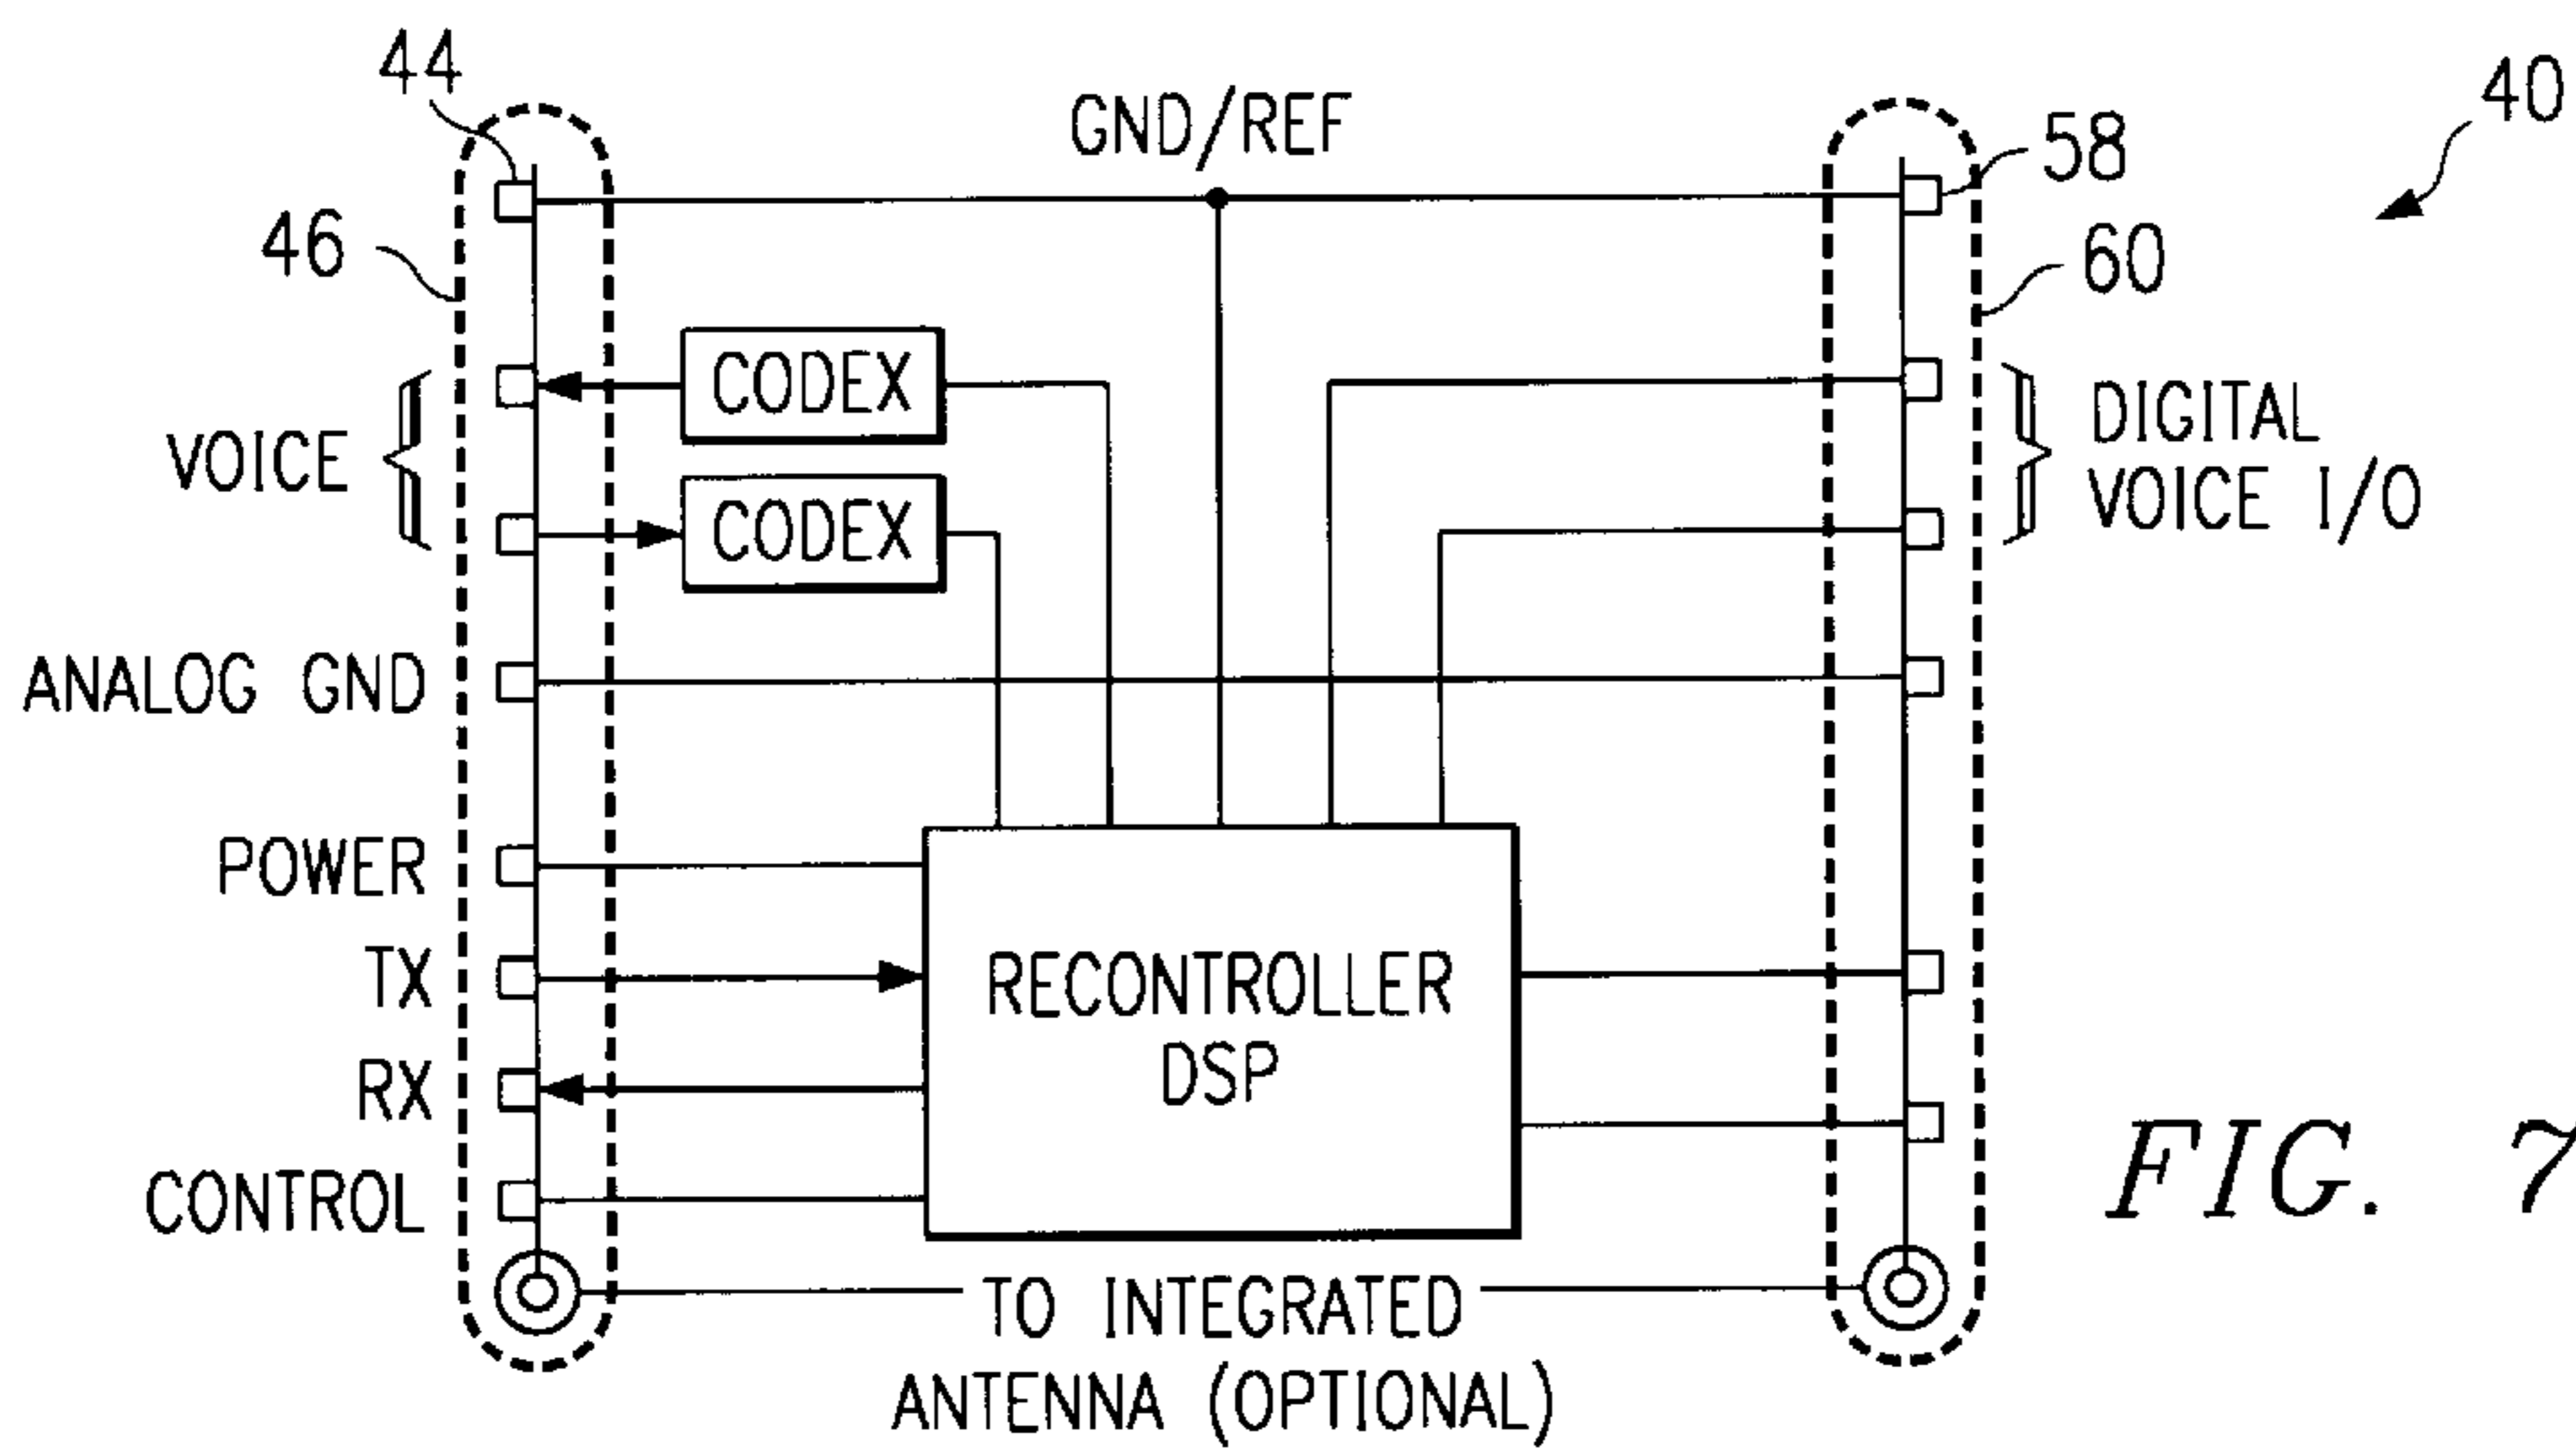 44
GND/REF
40
58
46
60
CODEX
VOICE
DIGITAL
VOICE I/O
CODEX
ANALOG GND
POWER
TX
RECONTROLLER
DSP
RX
CONTROL
FIG. 7
TO INTEGRATED
ANTENNA (OPTIONAL)